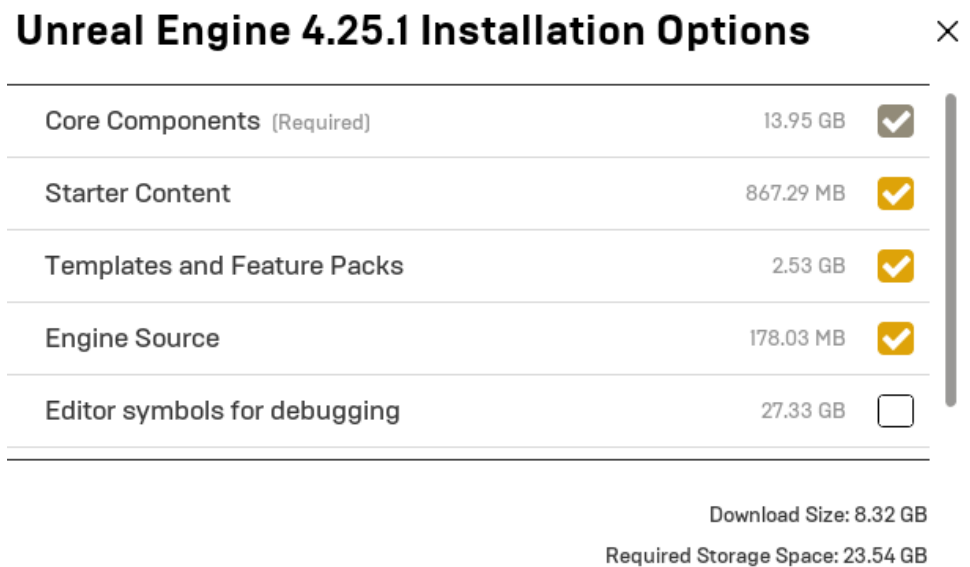 Unreal Engine 4.25.1 Installation Options
Core Components (Required) 13.95 GB
Starter Content 867.29 MB
Templates and Feature Packs 2.53 GB
Engine Source 178.03 MB
Editor symbols for debugging 27.33 GB
Download Size: 8.32 GB
Required Storage Space: 23.54 GB